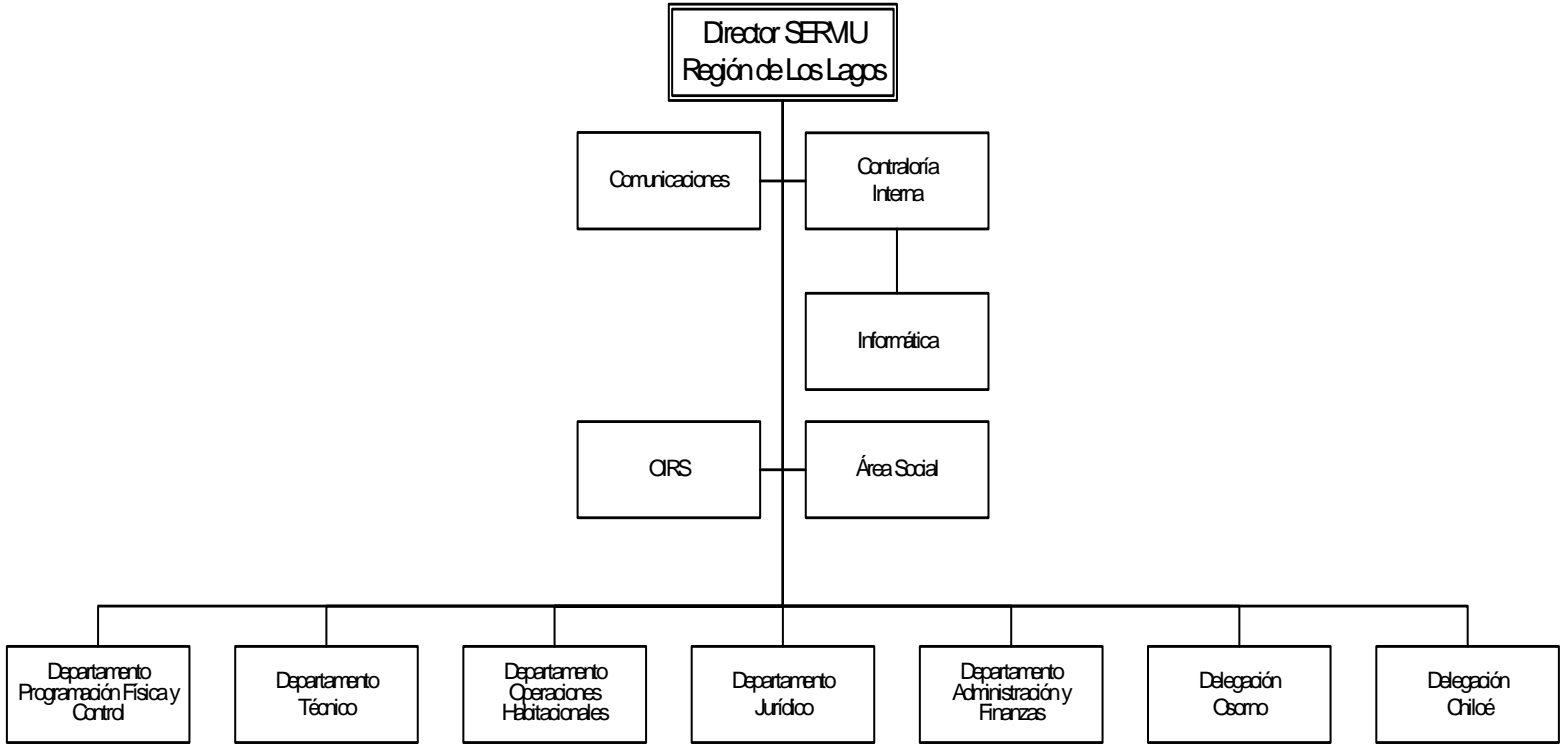 Director SERVIU
Región de Los Lagos
Comunicaciones
Contraloría
Interna
Informática
OIRS
Área Social
Departamento
Programación Física y
Control
Departamento
Técnico
Departamento
Operaciones
Habitacionales
Departamento
Jurídico
Departamento
Administración y
Finanzas
Delegación
Osorno
Delegación
Chiloé